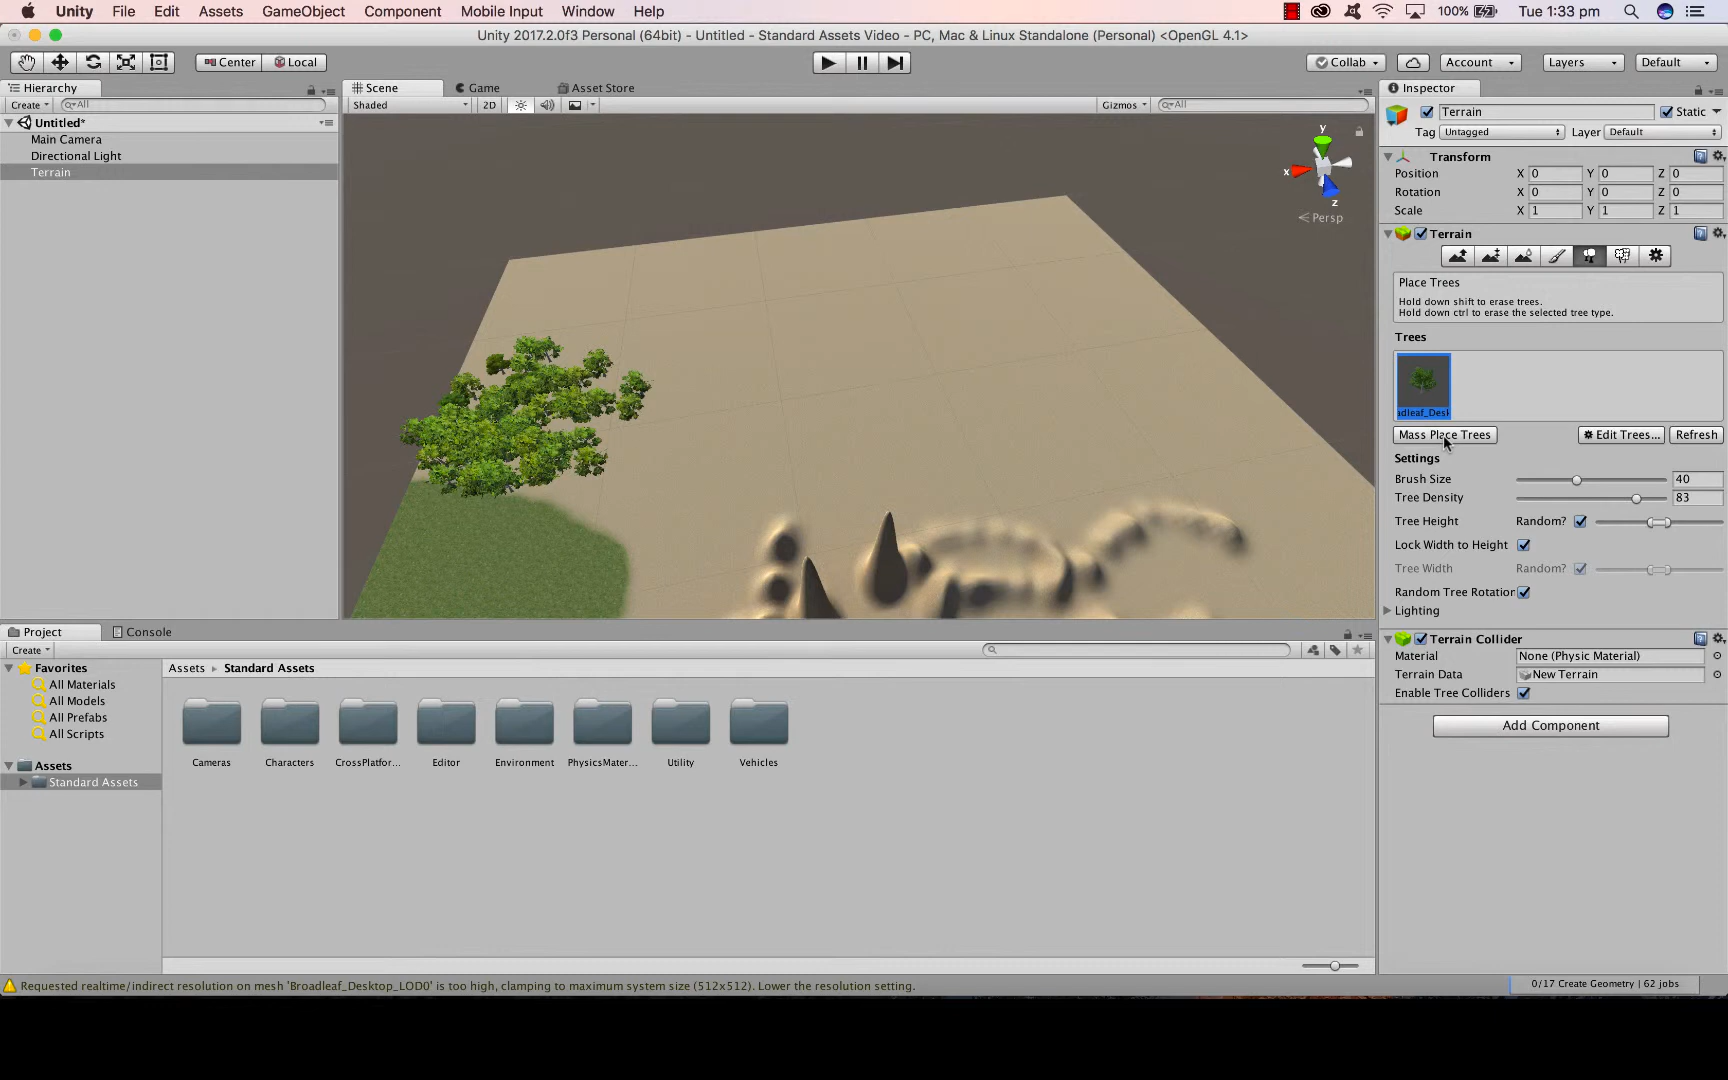 Unity File Edit Assets GameObject Component Mobile Input Window Help 100% Tue 1:33 pm
Unity 2017.2.0f3 Personal (64bit) - Untitled - Standard Assets Video - PC, Mac & Linux Standalone (Personal) <OpenGL 4.1>
Center Local Collab Account Layers Default
Hierarchy
Create All
Untitled*
Main Camera
Directional Light
Terrain
Scene Game Asset Store
Shaded 2D Gizmos All
y
x
z
Persp
Inspector
Terrain Static
Tag Untagged Layer Default
Transform
Position X 0 Y 0 Z 0
Rotation X 0 Y 0 Z 0
Scale X 1 Y 1 Z 1
Terrain
Place Trees
Hold down shift to erase trees.
Hold down ctrl to erase the selected tree type.
Trees
adleaf_Desk
Mass Place Trees Edit Trees... Refresh
Settings
Brush Size 40
Tree Density 83
Tree Height Random?
Lock Width to Height
Tree Width Random?
Random Tree Rotation
Lighting
Terrain Collider
Material None (Physic Material)
Terrain Data New Terrain
Enable Tree Colliders
Add Component
Project Console
Create
Favorites
All Materials
All Models
All Prefabs
All Scripts
Assets
Standard Assets
Assets Standard Assets
Cameras Characters CrossPlatfor... Editor Environment PhysicsMater... Utility Vehicles
Requested realtime/indirect resolution on mesh 'Broadleaf_Desktop_LOD0' is too high, clamping to maximum system size (512x512). Lower the resolution setting.
0/17 Create Geometry | 62 jobs